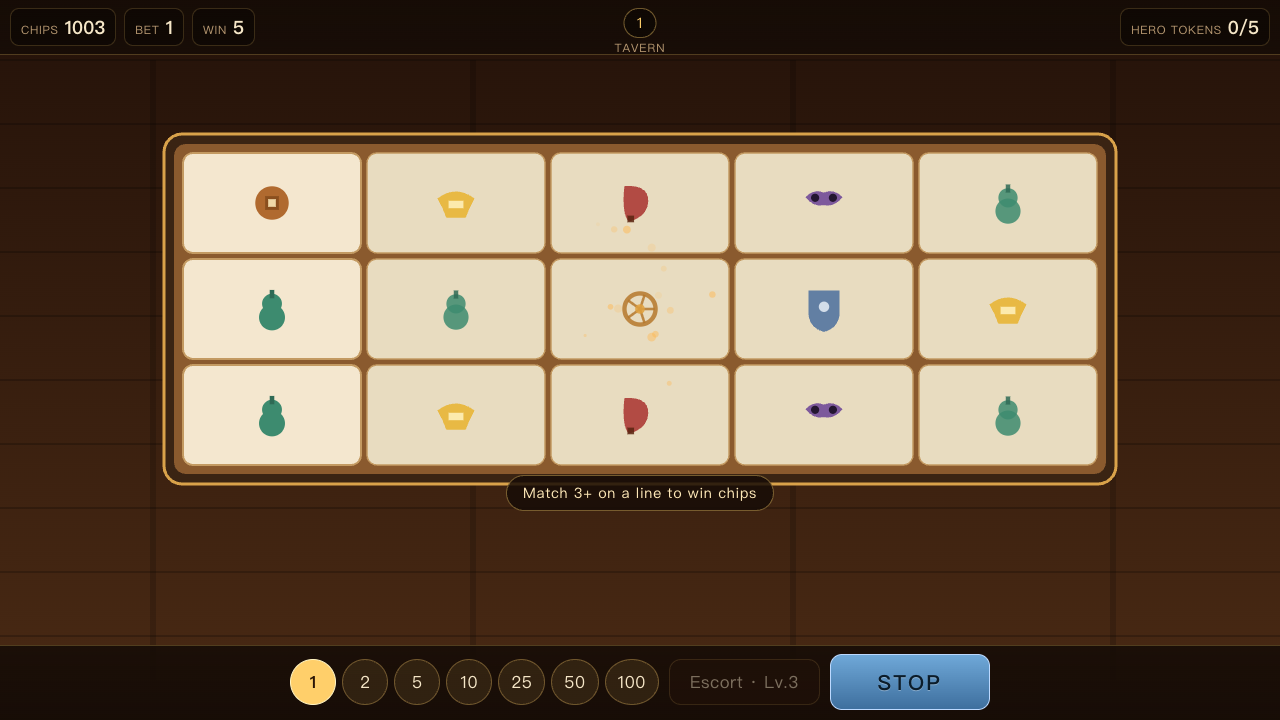 CHIPS 1003
BET 1
WIN 5
1
TAVERN
HERO TOKENS 0/5
Match 3+ on a line to win chips
1
2
5
10
25
50
100
Escort · Lv.3
STOP